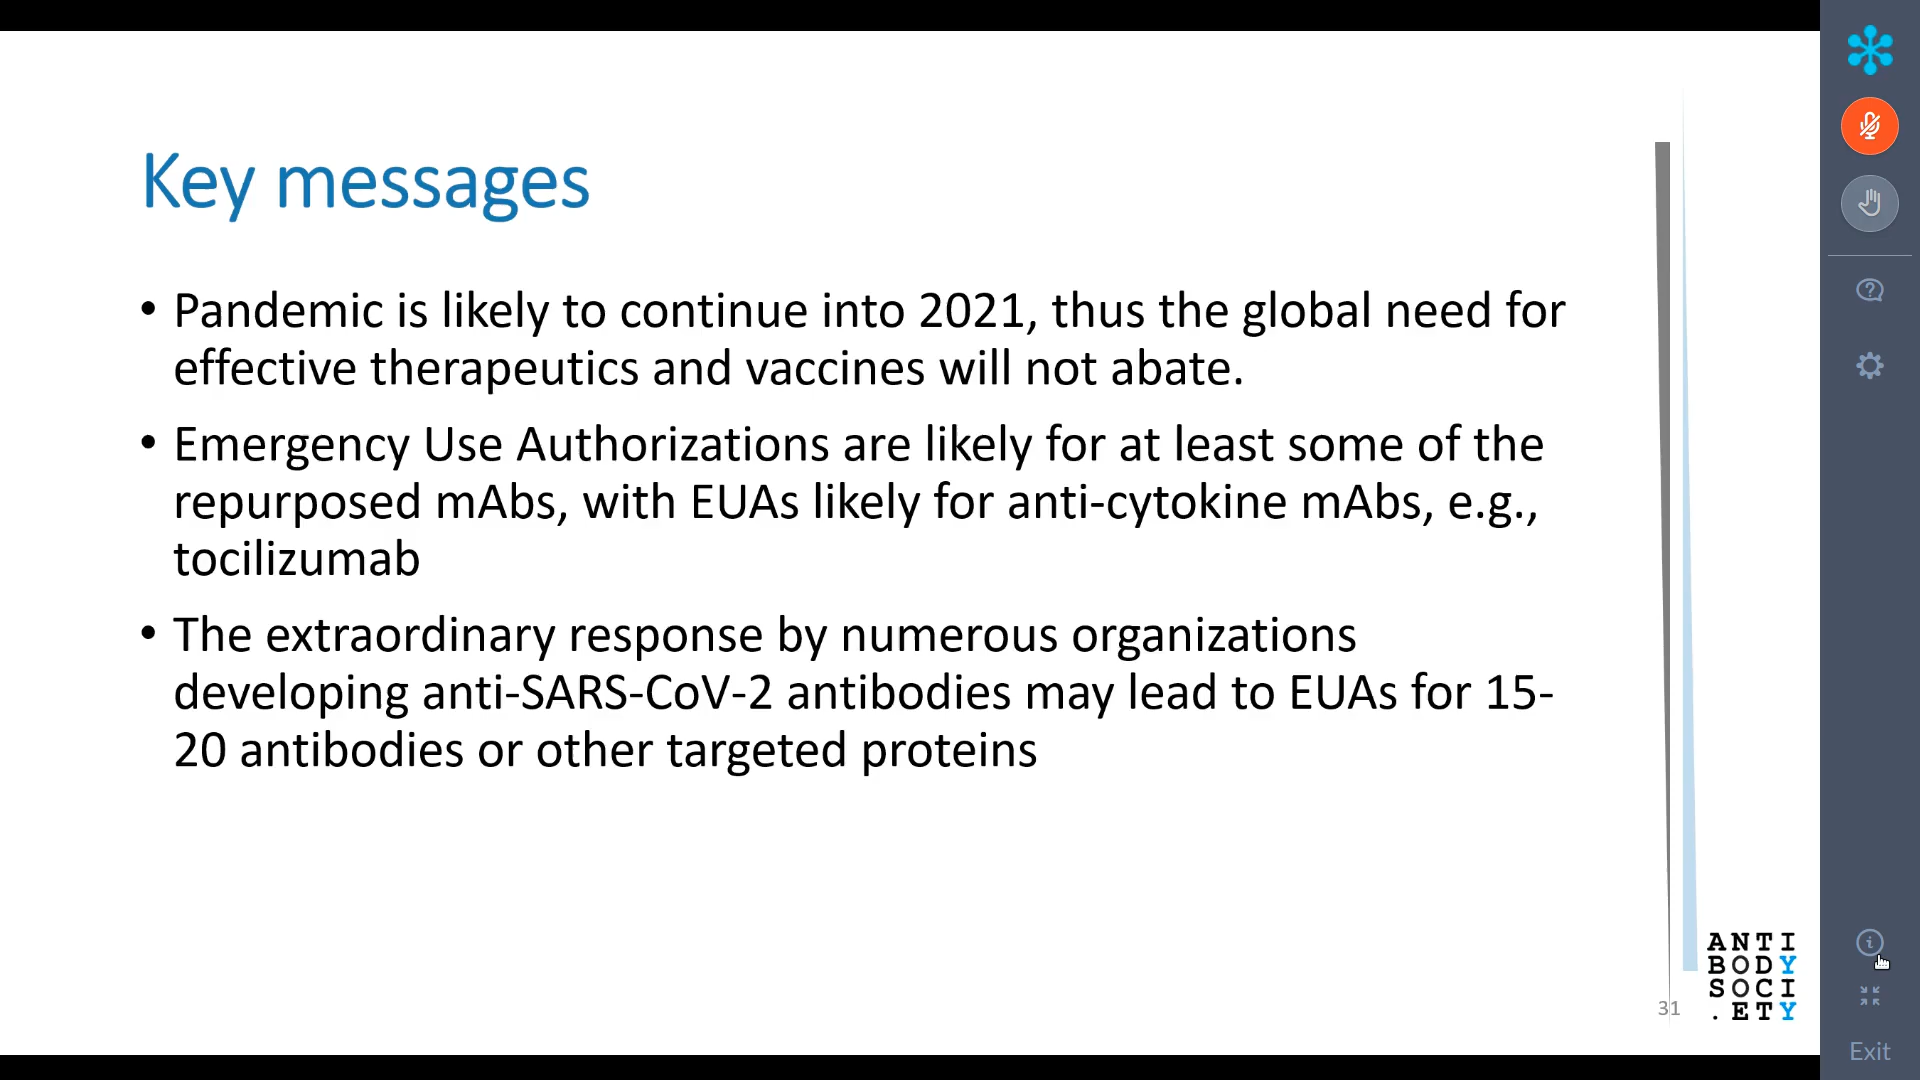 Key messages
• Pandemic is likely to continue into 2021, thus the global need for
effective therapeutics and vaccines will not abate.
• Emergency Use Authorizations are likely for at least some of the
repurposed mAbs, with EUAs likely for anti-cytokine mAbs, e.g.,
tocilizumab
• The extraordinary response by numerous organizations
developing anti-SARS-CoV-2 antibodies may lead to EUAs for 15-
20 antibodies or other targeted proteins
31
ANTI
BODY
SOCI
.ETY
Exit